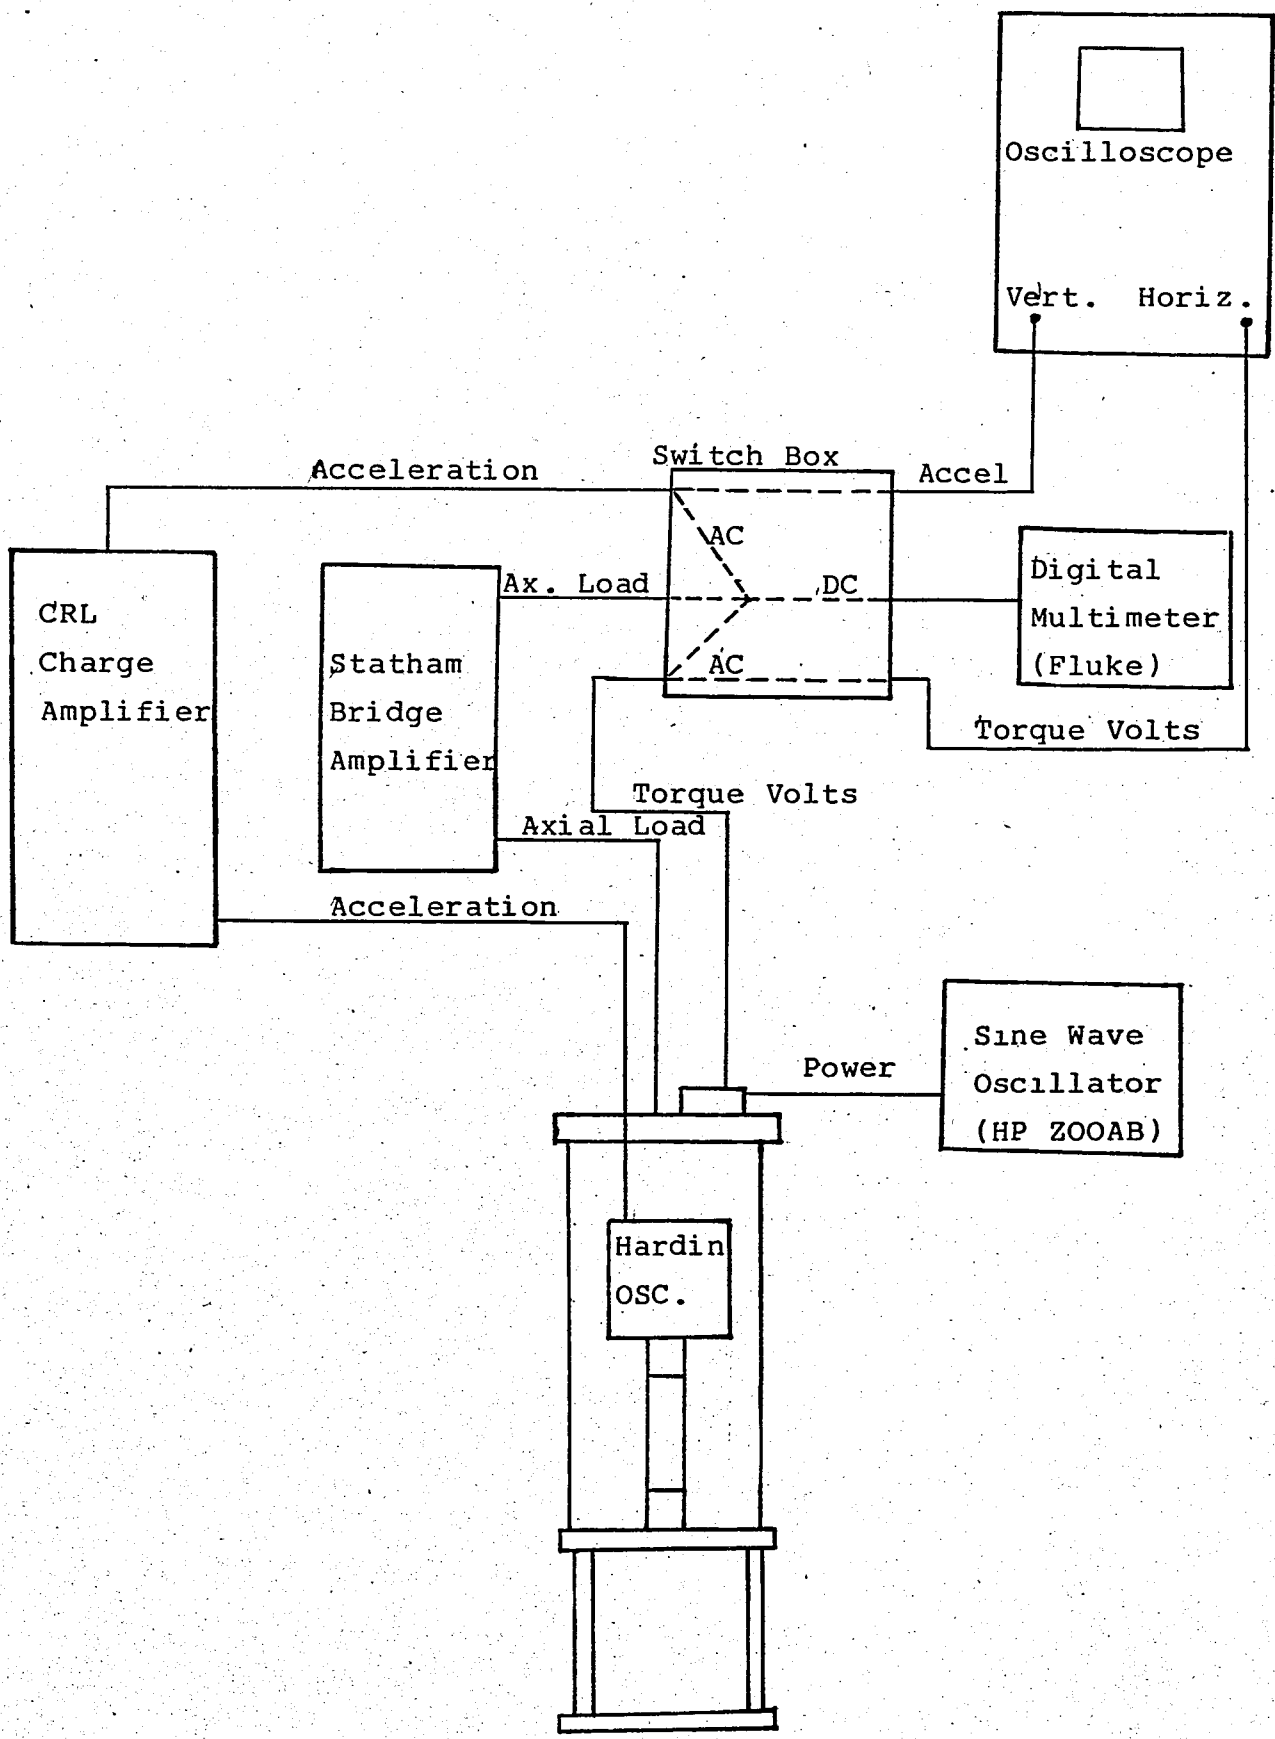 Oscilloscope
Vert. Horiz.
Switch Box
Acceleration
Accel
AC
Ax. Load
DC
AC
Digital
Multimeter
(Fluke)
CRL
Charge
Amplifier
Statham
Bridge
Amplifier
Torque Volts
Torque Volts
Axial Load
Acceleration
Power
Sine Wave
Oscillator
(HP ZOOAB)
Hardin
OSC.